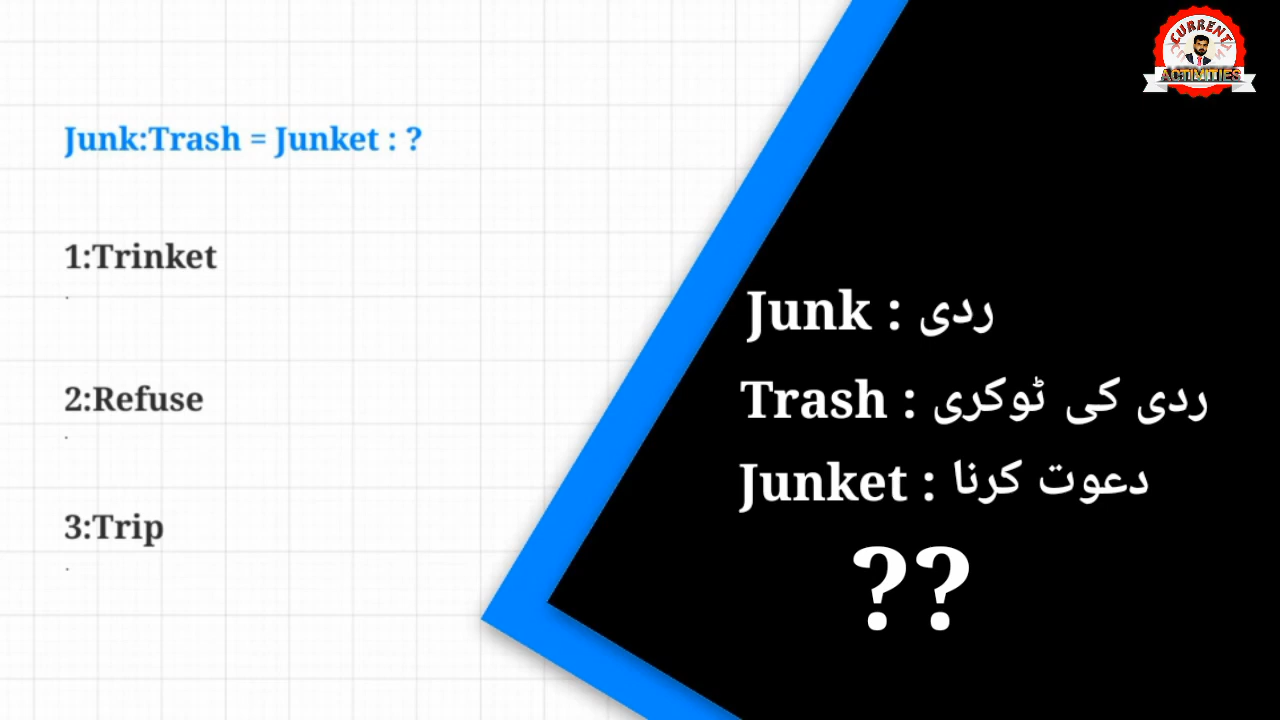 CURRENT
ACTIVITIES
Junk:Trash = Junket : ?
1:Trinket
.
2:Refuse
.
3:Trip
.
Junk : ردی
Trash : ردی کی ٹوکری
Junket : دعوت کرنا
??